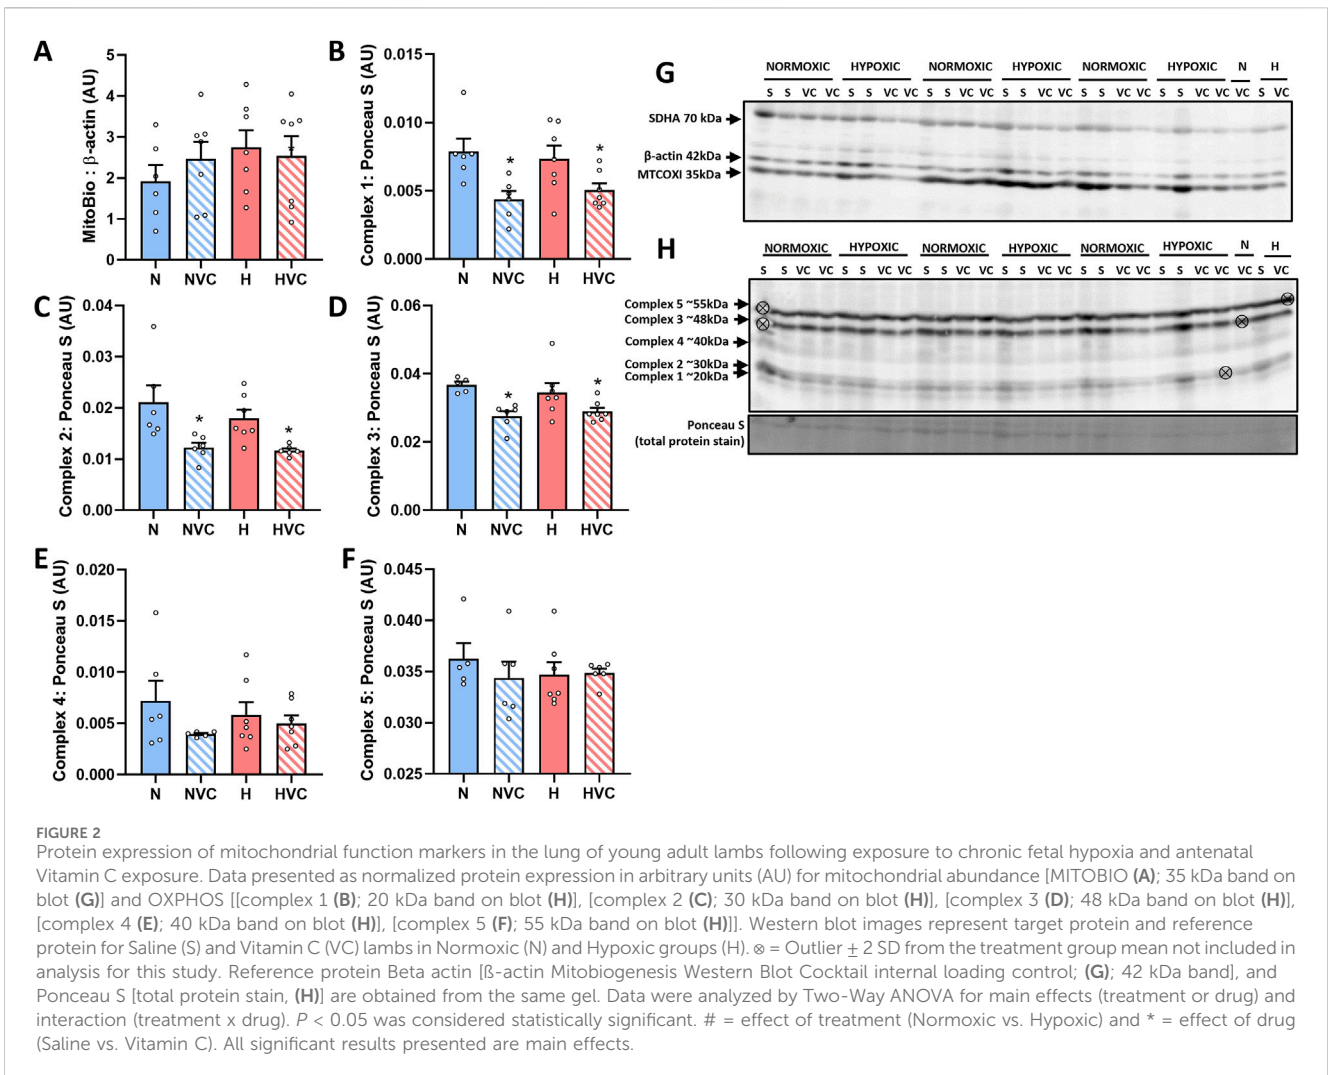 A
MitoBio : β-actin (AU)
5
4
3
2
1
0
N NVC H HVC
B
Complex 1: Ponceau S (AU)
0.015
0.010
0.005
0.000
* *
N NVC H HVC
C
Complex 2: Ponceau S (AU)
0.04
0.03
0.02
0.01
0.00
* *
N NVC H HVC
D
Complex 3: Ponceau S (AU)
0.06
0.04
0.02
0.00
* *
N NVC H HVC
E
Complex 4: Ponceau S (AU)
0.020
0.015
0.010
0.005
0.000
N NVC H HVC
F
Complex 5: Ponceau S (AU)
0.045
0.040
0.035
0.030
0.025
N NVC H HVC
G
NORMOXIC HYPOXIC NORMOXIC HYPOXIC NORMOXIC HYPOXIC N H
S S VC VC S S VC VC S S VC VC S S VC VC S S VC VC S S VC VC VC S VC
SDHA 70 kDa
β-actin 42kDa
MTCOXI 35kDa
H
NORMOXIC HYPOXIC NORMOXIC HYPOXIC NORMOXIC HYPOXIC N H
S S VC VC S S VC VC S S VC VC S S VC VC S S VC VC S S VC VC VC S VC
Complex 5 ~55kDa
Complex 3 ~48kDa
Complex 4 ~40kDa
Complex 2 ~30kDa
Complex 1 ~20kDa
Ponceau S
(total protein stain)
FIGURE 2
Protein expression of mitochondrial function markers in the lung of young adult lambs following exposure to chronic fetal hypoxia and antenatal
Vitamin C exposure. Data presented as normalized protein expression in arbitrary units (AU) for mitochondrial abundance [MITOBIO (A); 35 kDa band on
blot (G)] and OXPHOS [[complex 1 (B); 20 kDa band on blot (H)], [complex 2 (C); 30 kDa band on blot (H)], [complex 3 (D); 48 kDa band on blot (H)],
[complex 4 (E); 40 kDa band on blot (H)], [complex 5 (F); 55 kDa band on blot (H)]]. Western blot images represent target protein and reference
protein for Saline (S) and Vitamin C (VC) lambs in Normoxic (N) and Hypoxic groups (H). ⊗ = Outlier ± 2 SD from the treatment group mean not included in
analysis for this study. Reference protein Beta actin [ß-actin Mitobiogenesis Western Blot Cocktail internal loading control; (G); 42 kDa band], and
Ponceau S [total protein stain, (H)] are obtained from the same gel. Data were analyzed by Two-Way ANOVA for main effects (treatment or drug) and
interaction (treatment x drug). P < 0.05 was considered statistically significant. # = effect of treatment (Normoxic vs. Hypoxic) and * = effect of drug
(Saline vs. Vitamin C). All significant results presented are main effects.